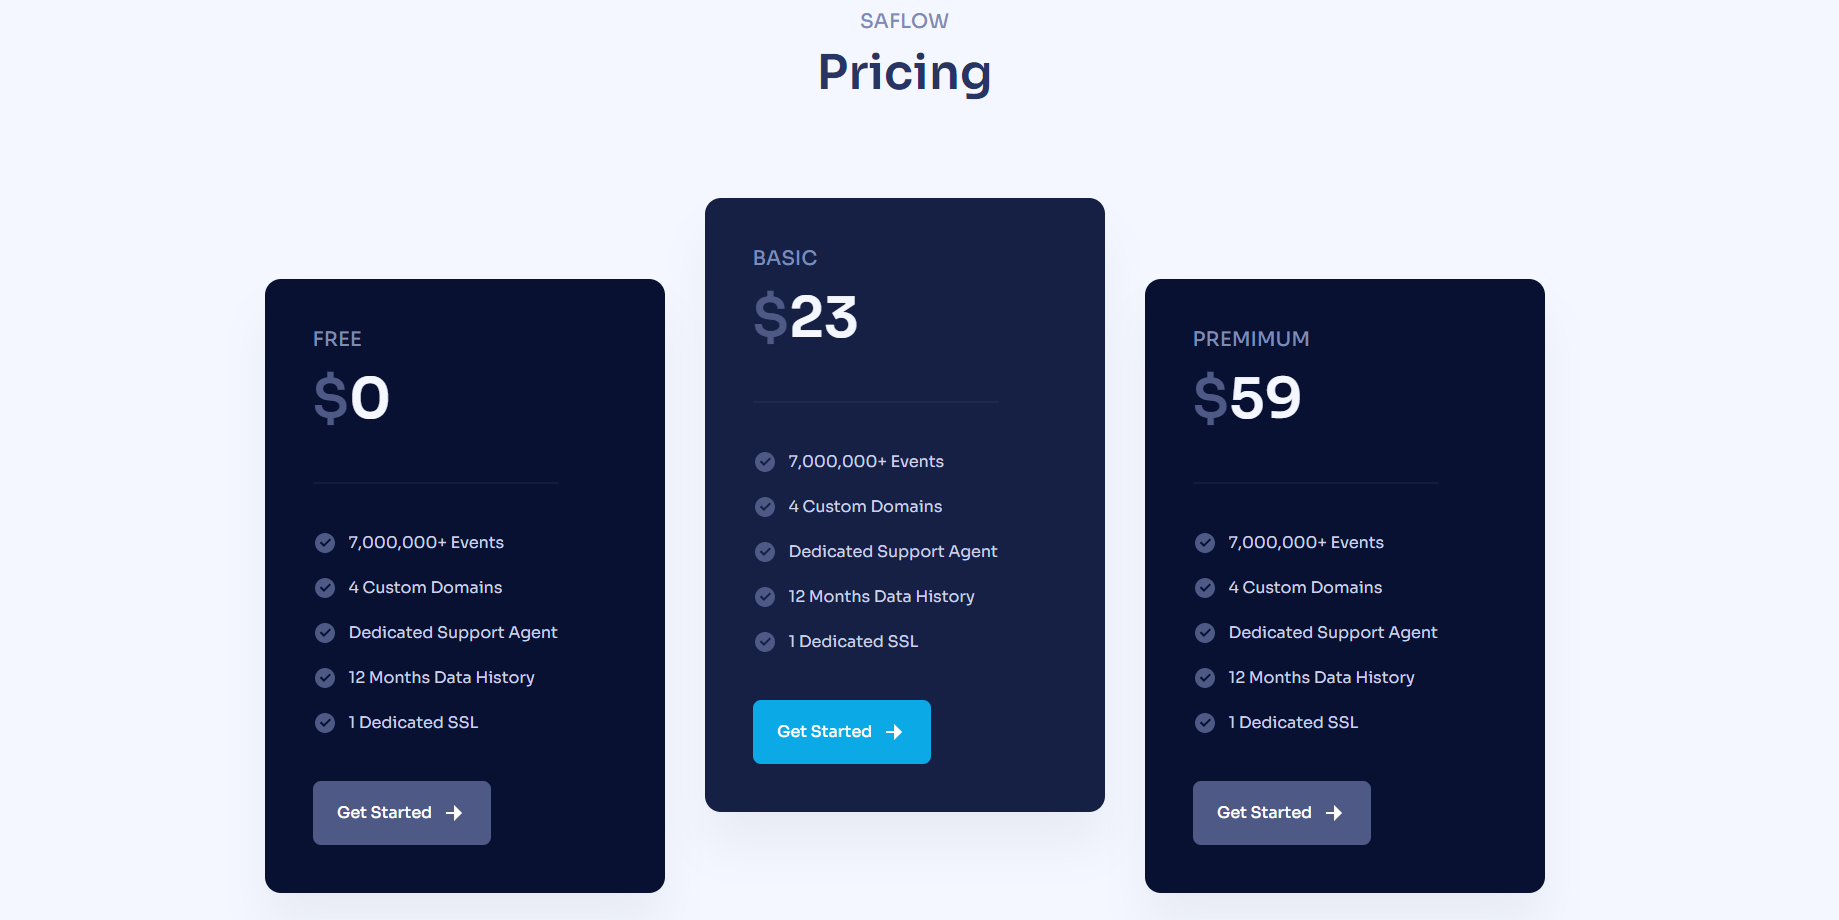 SAFLOW
Pricing
FREE
$0
7,000,000+ Events
4 Custom Domains
Dedicated Support Agent
12 Months Data History
1 Dedicated SSL
Get Started
BASIC
$23
7,000,000+ Events
4 Custom Domains
Dedicated Support Agent
12 Months Data History
1 Dedicated SSL
Get Started
PREMIMUM
$59
7,000,000+ Events
4 Custom Domains
Dedicated Support Agent
12 Months Data History
1 Dedicated SSL
Get Started